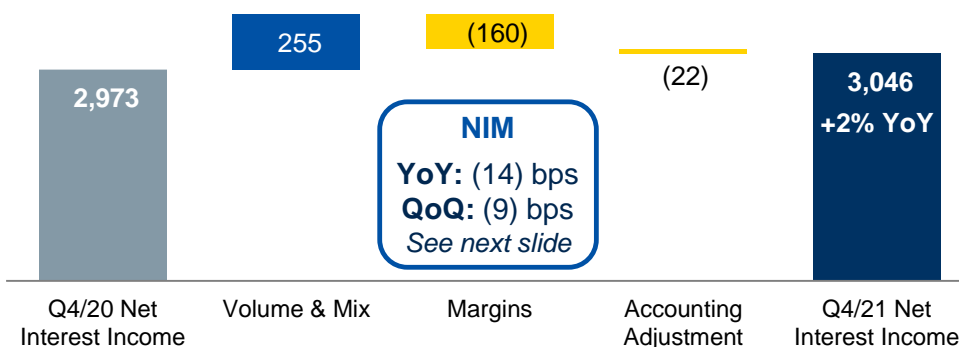 255
(160)
(22)
2,973
3,046
+2% YoY
NIM
YoY: (14) bps
QoQ: (9) bps
See next slide
Q4/20 Net
Interest Income
Volume & Mix
Margins
Accounting
Adjustment
Q4/21 Net
Interest Income